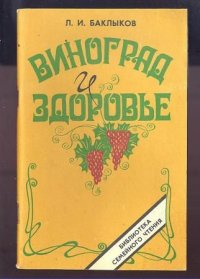 Л. И. БАКЛЫКОВ
ВИНОГРАД
И
ЗДОРОВЬЕ
БИБЛИОТЕКА
СЕМЕЙНОГО ЧТЕНИЯ